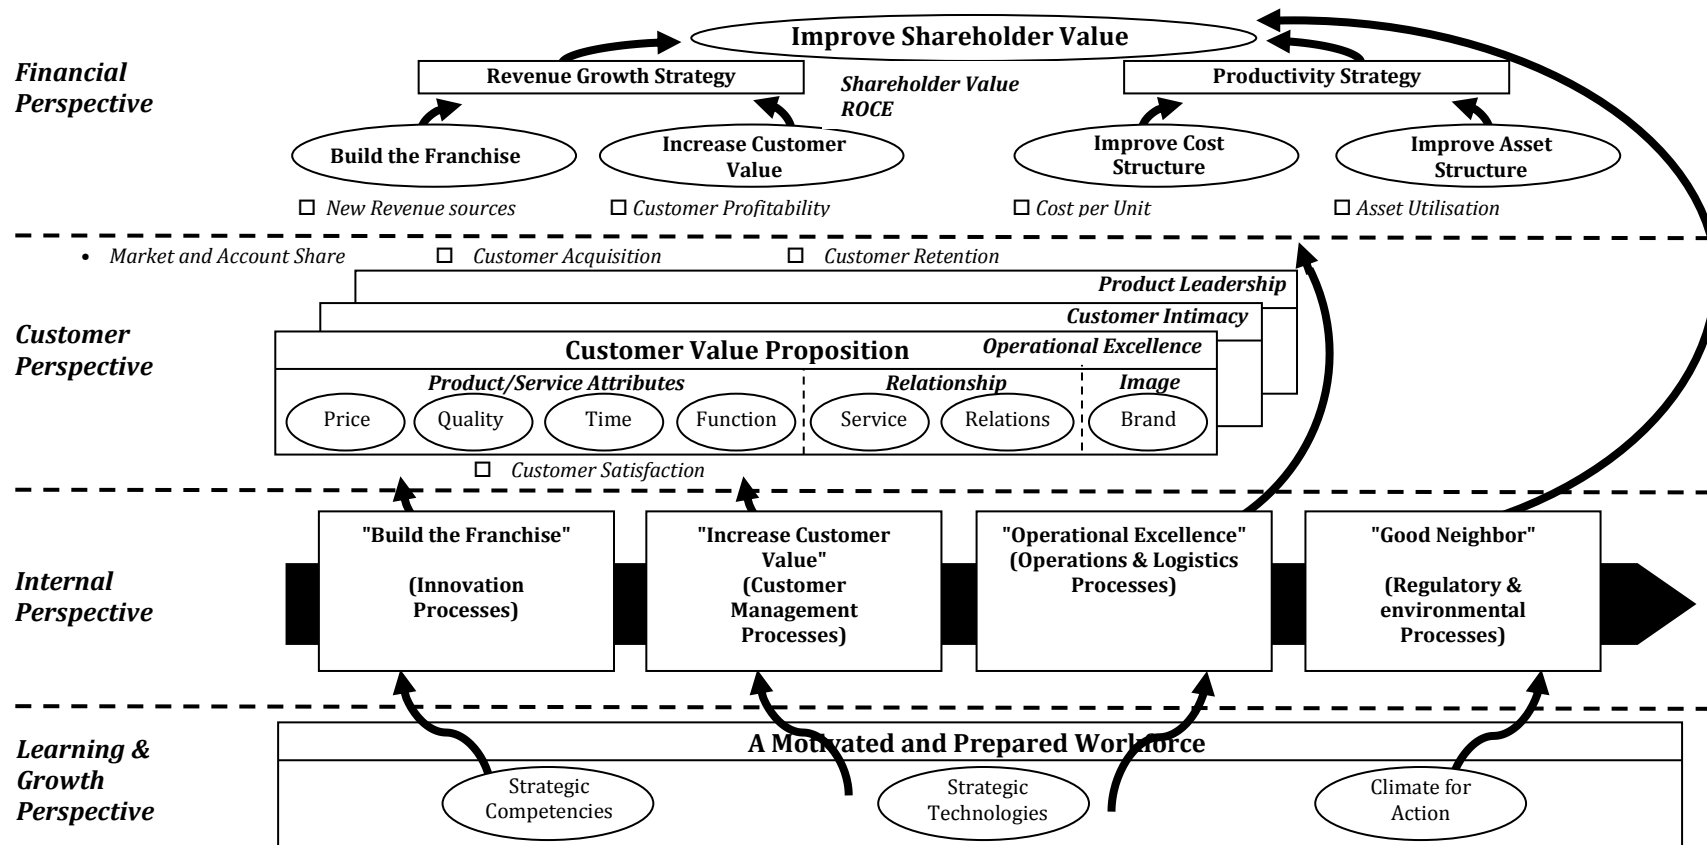 Improve Shareholder Value
Financial
Perspective
Revenue Growth Strategy
Shareholder Value
ROCE
Productivity Strategy
Build the Franchise
Increase Customer
Value
Improve Cost
Structure
Improve Asset
Structure
☐ New Revenue sources
☐ Customer Profitability
☐ Cost per Unit
☐ Asset Utilisation
• Market and Account Share
☐ Customer Acquisition
☐ Customer Retention
Customer
Perspective
Product Leadership
Customer Intimacy
Customer Value Proposition
Operational Excellence
Product/Service Attributes
Relationship
Image
Price
Quality
Time
Function
Service
Relations
Brand
☐ Customer Satisfaction
Internal
Perspective
"Build the Franchise"
(Innovation
Processes)
"Increase Customer
Value"
(Customer
Management
Processes)
"Operational Excellence"
(Operations & Logistics
Processes)
"Good Neighbor"
(Regulatory &
environmental
Processes)
Learning &
Growth
Perspective
A Motivated and Prepared Workforce
Strategic
Competencies
Strategic
Technologies
Climate for
Action